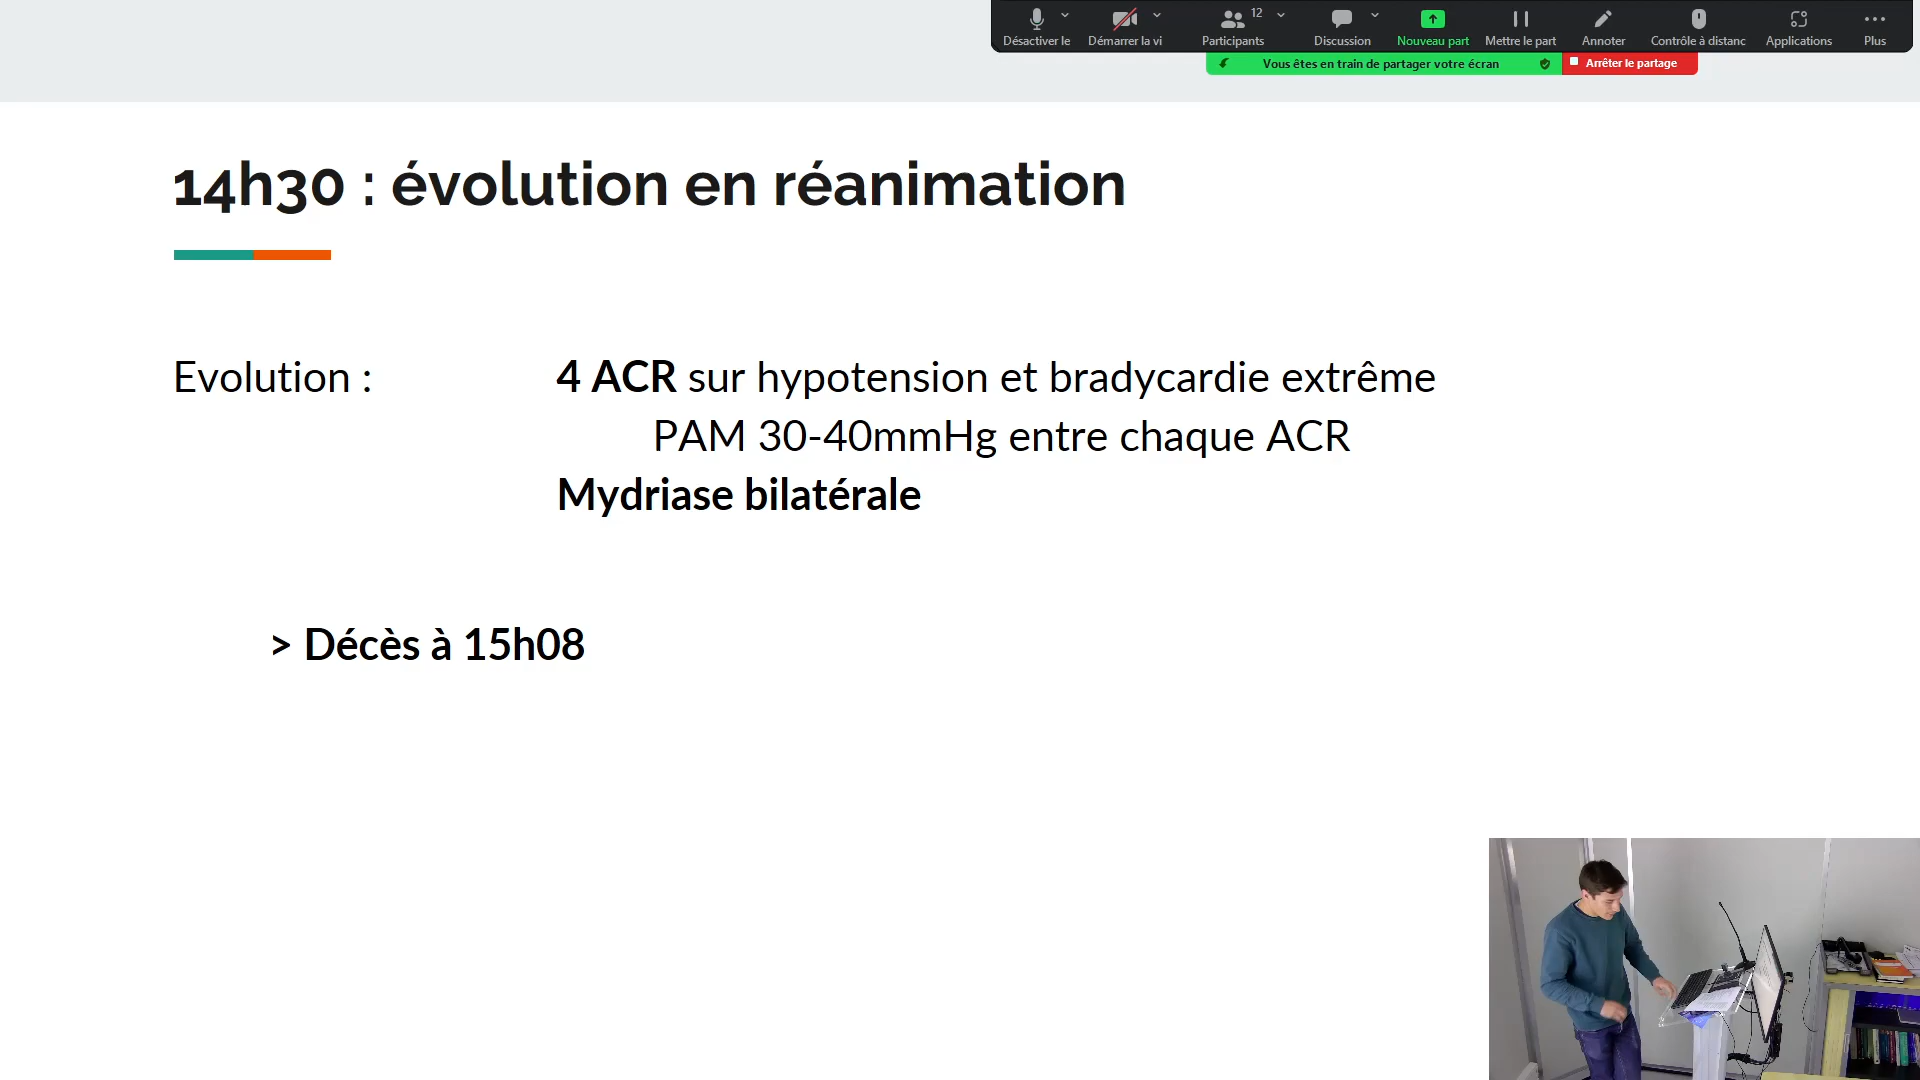 12
Désactiver le
Démarrer la vi
Participants
Discussion
Nouveau part
Mettre le part
Annoter
Contrôle à distanc
Applications
Plus
Vous êtes en train de partager votre écran
Arrêter le partage
14h30 : évolution en réanimation
Evolution : 4 ACR sur hypotension et bradycardie extrême
PAM 30-40mmHg entre chaque ACR
Mydriase bilatérale
> Décès à 15h08